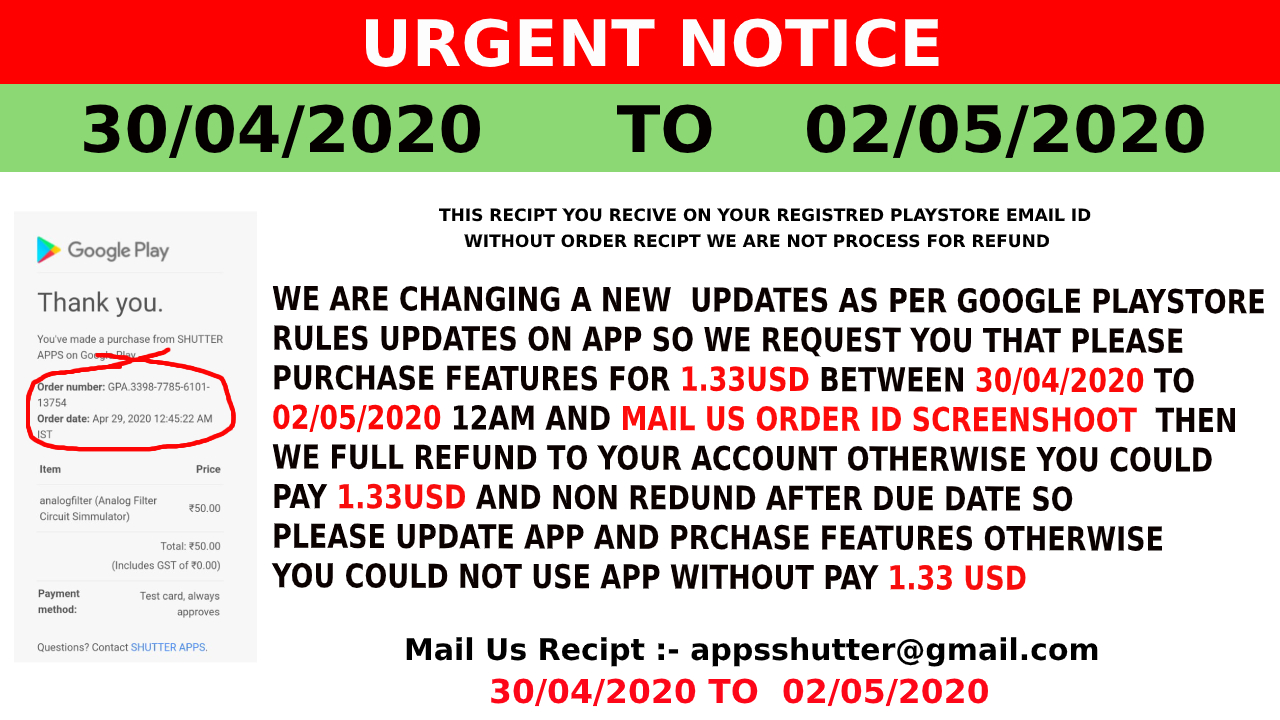 URGENT NOTICE
30/04/2020 TO 02/05/2020
THIS RECIPT YOU RECIVE ON YOUR REGISTRED PLAYSTORE EMAIL ID
WITHOUT ORDER RECIPT WE ARE NOT PROCESS FOR REFUND
Google Play
Thank you.
You've made a purchase from SHUTTER
APPS on Google Play.
Order number: GPA.3398-7785-6101-
13754
Order date: Apr 29, 2020 12:45:22 AM
IST
Item Price
analogfilter (Analog Filter
Circuit Simmulator) ₹50.00
Total: ₹50.00
(Includes GST of ₹0.00)
Payment
method: Test card, always
approves
Questions? Contact SHUTTER APPS.
WE ARE CHANGING A NEW UPDATES AS PER GOOGLE PLAYSTORE
RULES UPDATES ON APP SO WE REQUEST YOU THAT PLEASE
PURCHASE FEATURES FOR 1.33USD BETWEEN 30/04/2020 TO
02/05/2020 12AM AND MAIL US ORDER ID SCREENSHOOT THEN
WE FULL REFUND TO YOUR ACCOUNT OTHERWISE YOU COULD
PAY 1.33USD AND NON REDUND AFTER DUE DATE SO
PLEASE UPDATE APP AND PRCHASE FEATURES OTHERWISE
YOU COULD NOT USE APP WITHOUT PAY 1.33 USD
Mail Us Recipt :- appsshutter@gmail.com
30/04/2020 TO 02/05/2020